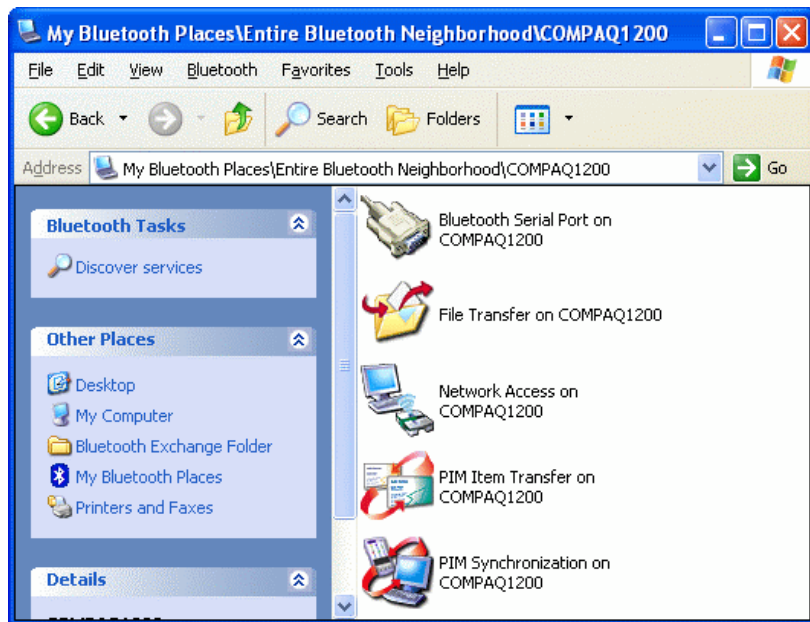 My Bluetooth Places\Entire Bluetooth Neighborhood\COMPAQ1200
File Edit View Bluetooth Favorites Tools Help
Back Search Folders
Address My Bluetooth Places\Entire Bluetooth Neighborhood\COMPAQ1200 Go
Bluetooth Tasks
Discover services
Other Places
Desktop
My Computer
Bluetooth Exchange Folder
My Bluetooth Places
Printers and Faxes
Details
Bluetooth Serial Port on
COMPAQ1200
File Transfer on COMPAQ1200
Network Access on
COMPAQ1200
PIM Item Transfer on
COMPAQ1200
PIM Synchronization on
COMPAQ1200